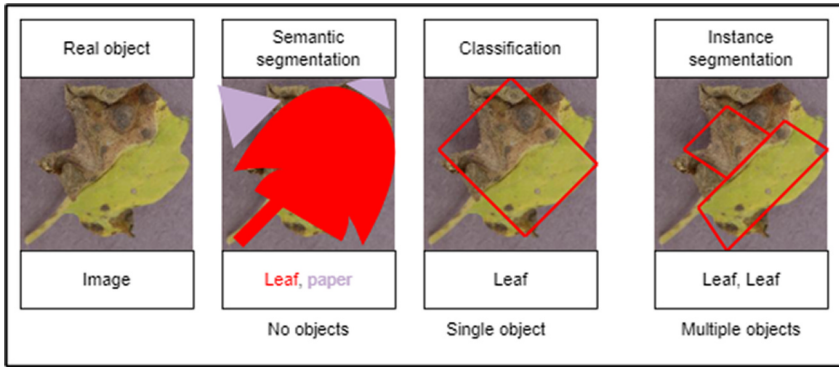 Real object
Semantic
segmentation
Classification
Instance
segmentation
Image
Leaf, paper
Leaf
Leaf, Leaf
No objects
Single object
Multiple objects